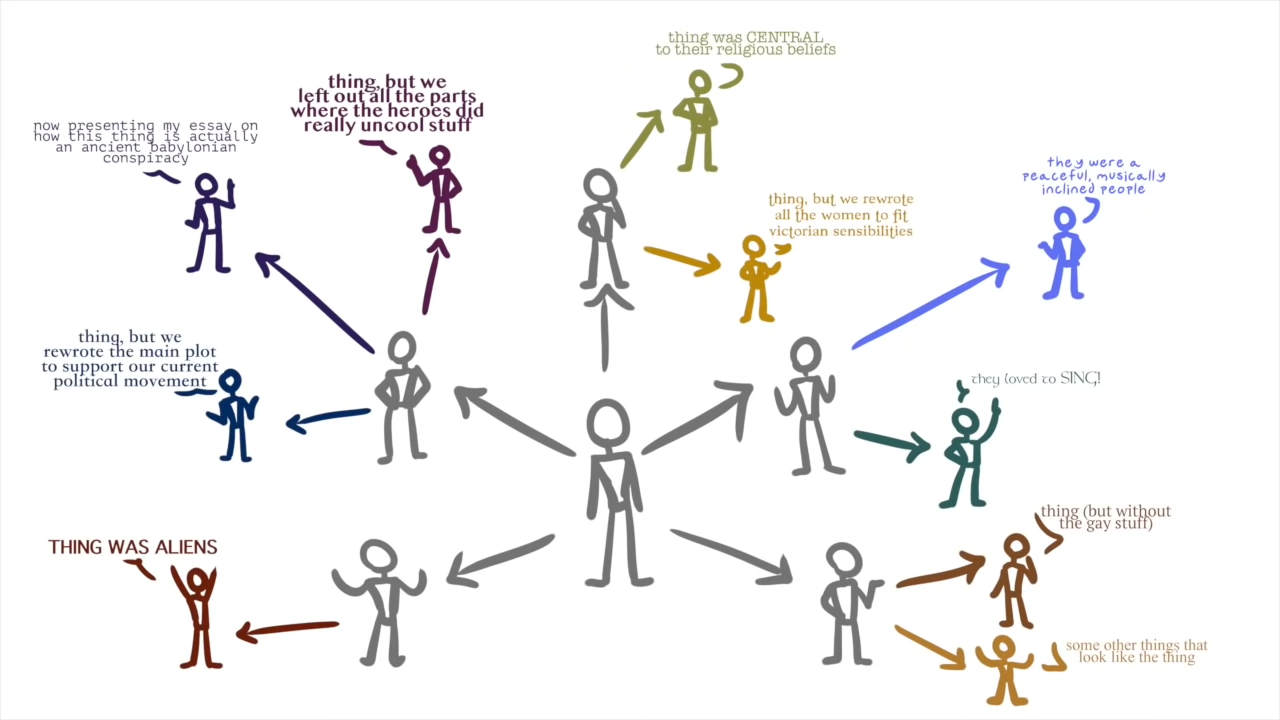 thing was CENTRAL
to their religious beliefs
thing, but we
left out all the parts
where the heroes did
really uncool stuff
now presenting my essay on
how this thing is actually
an ancient babylonian
conspiracy
they were a
peaceful, musically
inclined people
thing, but we rewrote
all the women to fit
victorian sensibilities
thing, but we
rewrote the main plot
to support our current
political movement
they loved to SING!
thing (but without
the gay stuff)
THING WAS ALIENS
some other things that
look like the thing